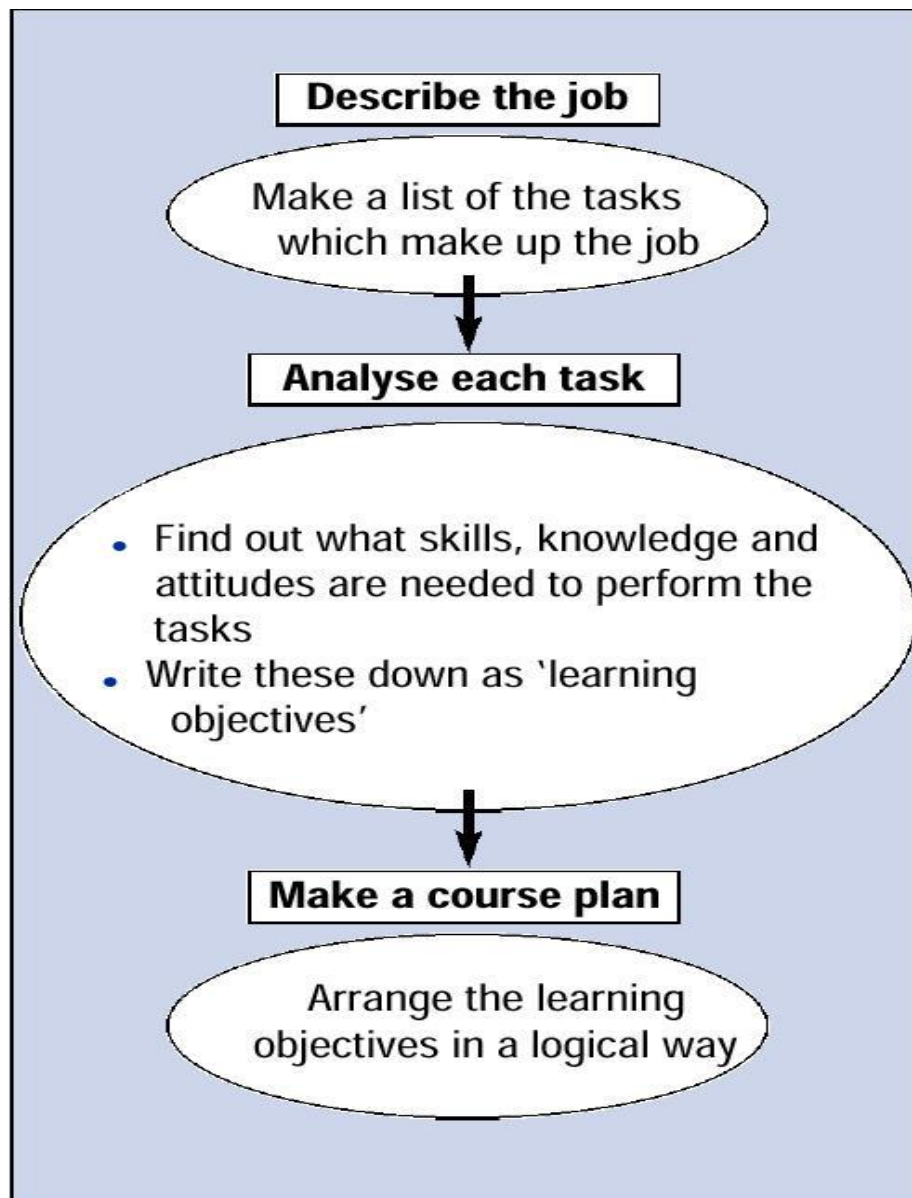 Describe the job
Make a list of the tasks
which make up the job
Analyse each task
• Find out what skills, knowledge and
attitudes are needed to perform the
tasks
• Write these down as ‘learning
objectives’
Make a course plan
Arrange the learning
objectives in a logical way